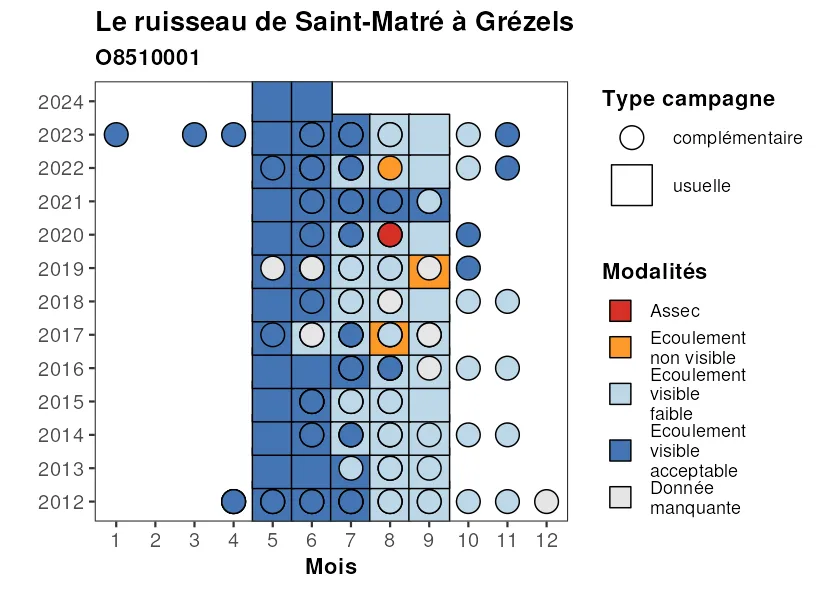 Le ruisseau de Saint-Matré à Grézels
O8510001
2024
2023
2022
2021
2020
2019
2018
2017
2016
2015
2014
2013
2012
1 2 3 4 5 6 7 8 9 10 11 12
Mois
Type campagne
complémentaire
usuelle
Modalités
Assec
Ecoulement
non visible
Ecoulement
visible
faible
Ecoulement
visible
acceptable
Donnée
manquante